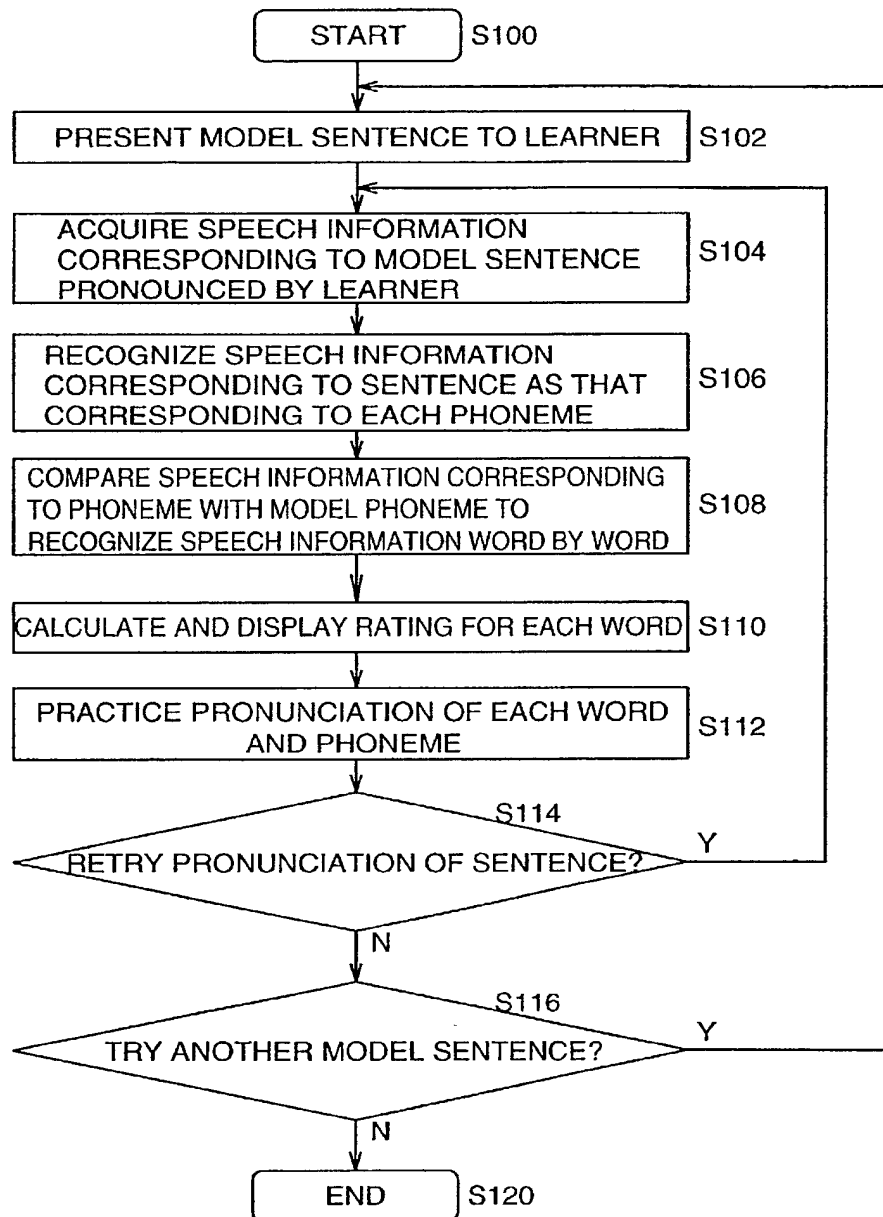 START S100
PRESENT MODEL SENTENCE TO LEARNER S102
ACQUIRE SPEECH INFORMATION
CORRESPONDING TO MODEL SENTENCE S104
PRONOUNCED BY LEARNER
RECOGNIZE SPEECH INFORMATION
CORRESPONDING TO SENTENCE AS THAT S106
CORRESPONDING TO EACH PHONEME
COMPARE SPEECH INFORMATION CORRESPONDING
TO PHONEME WITH MODEL PHONEME TO S108
RECOGNIZE SPEECH INFORMATION WORD BY WORD
CALCULATE AND DISPLAY RATING FOR EACH WORD S110
PRACTICE PRONUNCIATION OF EACH WORD S112
AND PHONEME
S114
RETRY PRONUNCIATION OF SENTENCE? Y
N
S116
TRY ANOTHER MODEL SENTENCE? Y
N
END S120